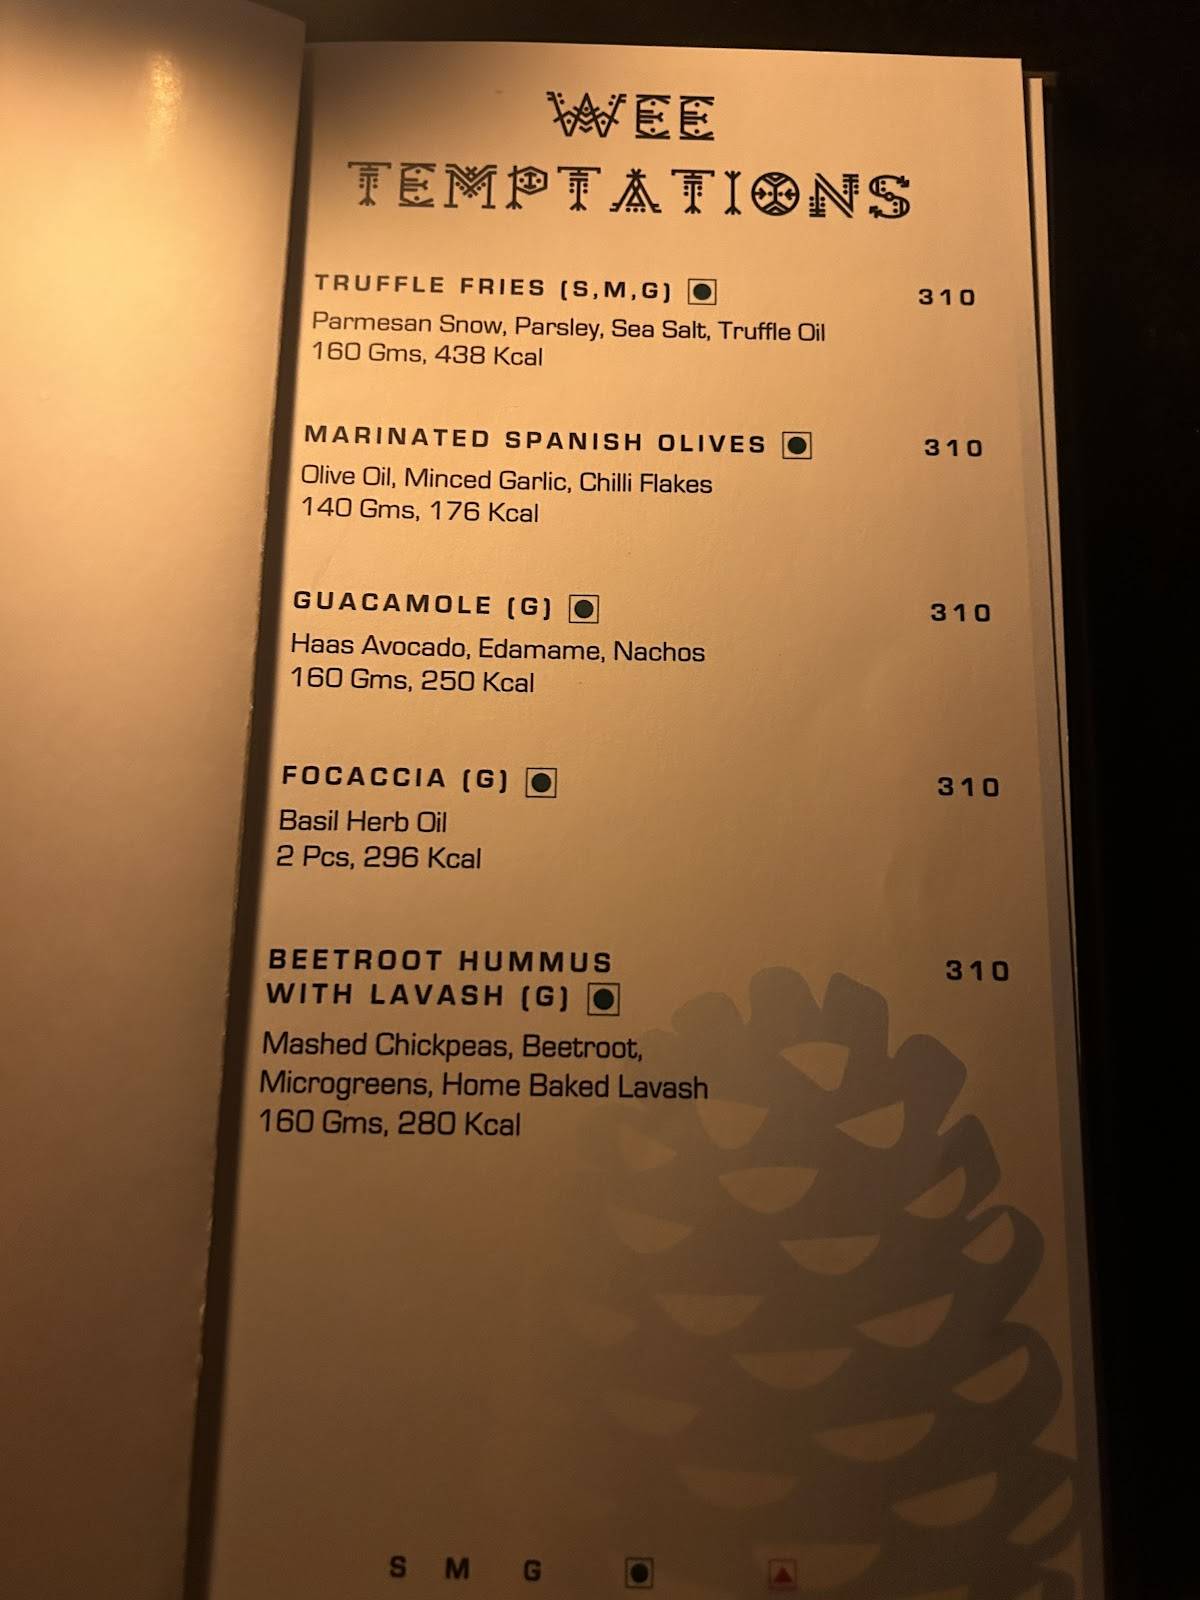 WEE
TEMPTATIONS
TRUFFLE FRIES (S,M,G) 310
Parmesan Snow, Parsley, Sea Salt, Truffle Oil
160 Gms, 438 Kcal
MARINATED SPANISH OLIVES 310
Olive Oil, Minced Garlic, Chilli Flakes
140 Gms, 176 Kcal
GUACAMOLE (G) 310
Haas Avocado, Edamame, Nachos
160 Gms, 250 Kcal
FOCACCIA (G) 310
Basil Herb Oil
2 Pcs, 296 Kcal
BEETROOT HUMMUS 310
WITH LAVASH (G)
Mashed Chickpeas, Beetroot,
Microgreens, Home Baked Lavash
160 Gms, 280 Kcal
S M G